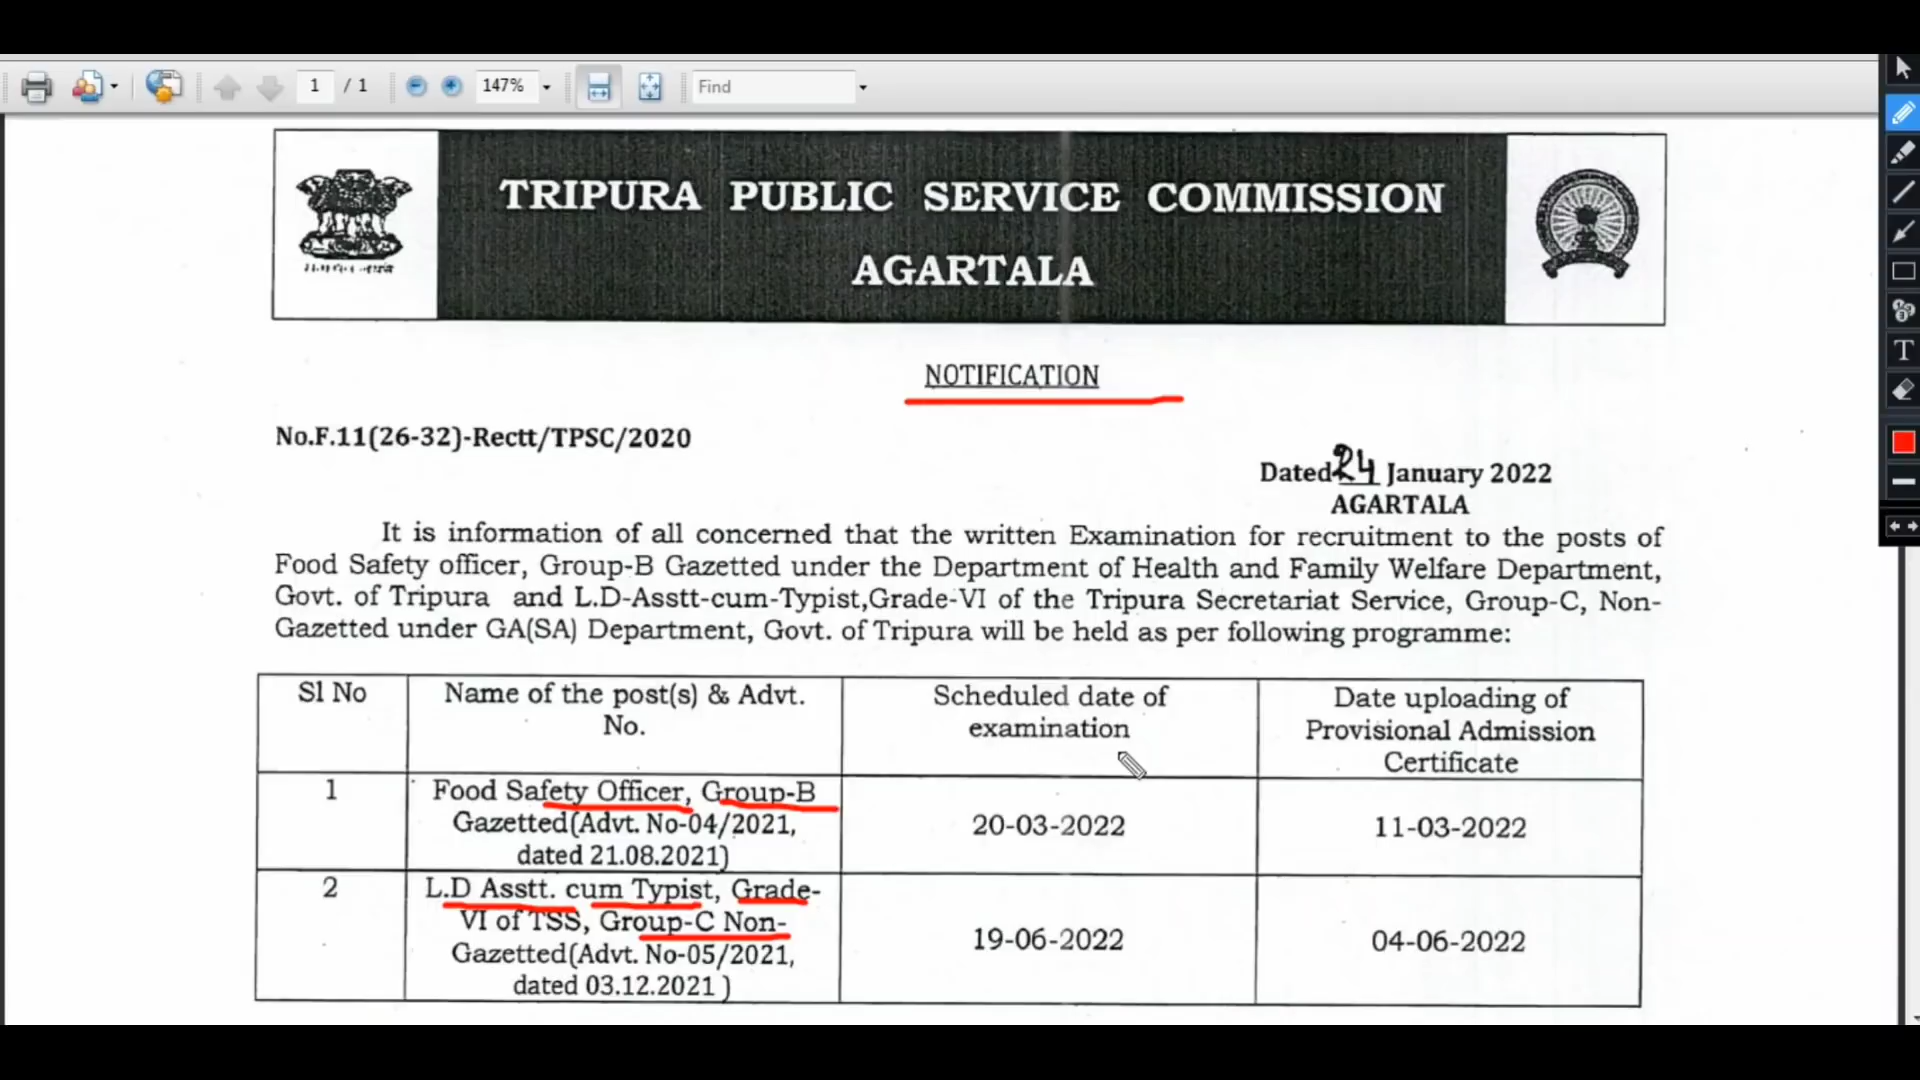 1 / 1 147% Find
TRIPURA PUBLIC SERVICE COMMISSION
AGARTALA
NOTIFICATION
No.F.11(26-32)-Rectt/TPSC/2020
Dated 24 January 2022
AGARTALA
It is information of all concerned that the written Examination for recruitment to the posts of
Food Safety officer, Group-B Gazetted under the Department of Health and Family Welfare Department,
Govt. of Tripura and L.D-Asstt-cum-Typist,Grade-VI of the Tripura Secretariat Service, Group-C, Non-
Gazetted under GA(SA) Department, Govt. of Tripura will be held as per following programme:
Sl No
Name of the post(s) & Advt.
No.
Scheduled date of
examination
Date uploading of
Provisional Admission
Certificate
1
Food Safety Officer, Group-B
Gazetted(Advt. No-04/2021,
dated 21.08.2021)
20-03-2022
11-03-2022
2
L.D Asstt. cum Typist, Grade-
VI of TSS, Group-C Non-
Gazetted(Advt. No-05/2021,
dated 03.12.2021 )
19-06-2022
04-06-2022
T